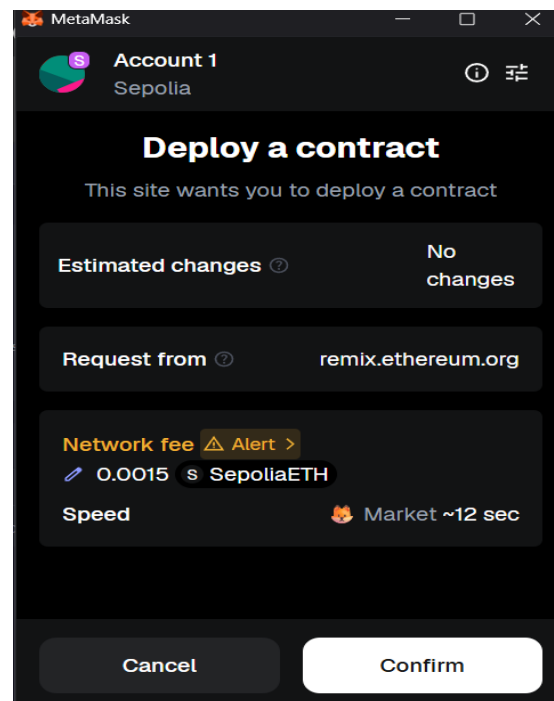 MetaMask
S
Account 1
Sepolia
Deploy a contract
This site wants you to deploy a contract
Estimated changes ?
No
changes
Request from ? remix.ethereum.org
Network fee Alert >
0.0015 S SepoliaETH
Speed Market ~12 sec
Cancel Confirm